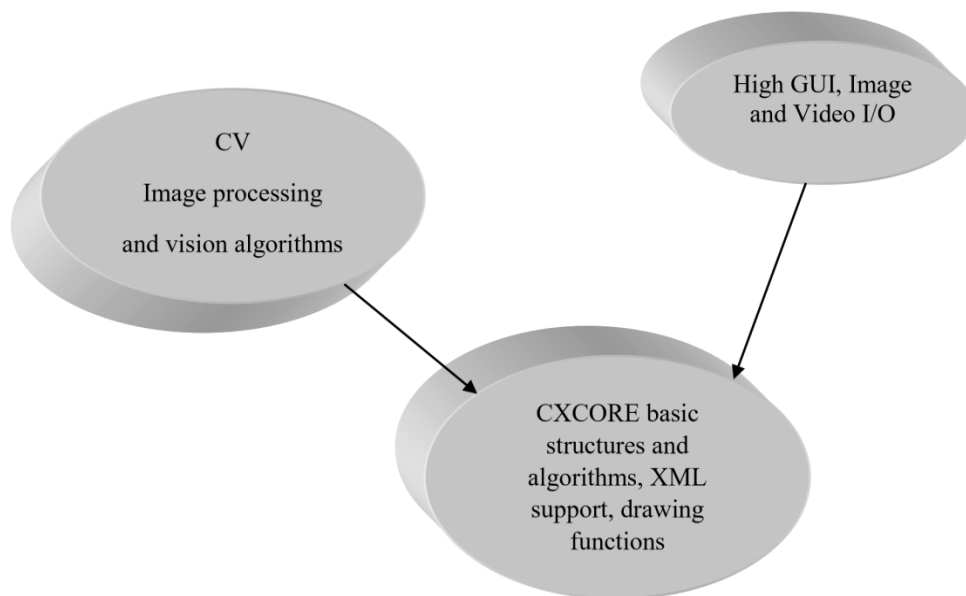 CV
Image processing
and vision algorithms
High GUI, Image
and Video I/O
CXCORE basic
structures and
algorithms, XML
support, drawing
functions